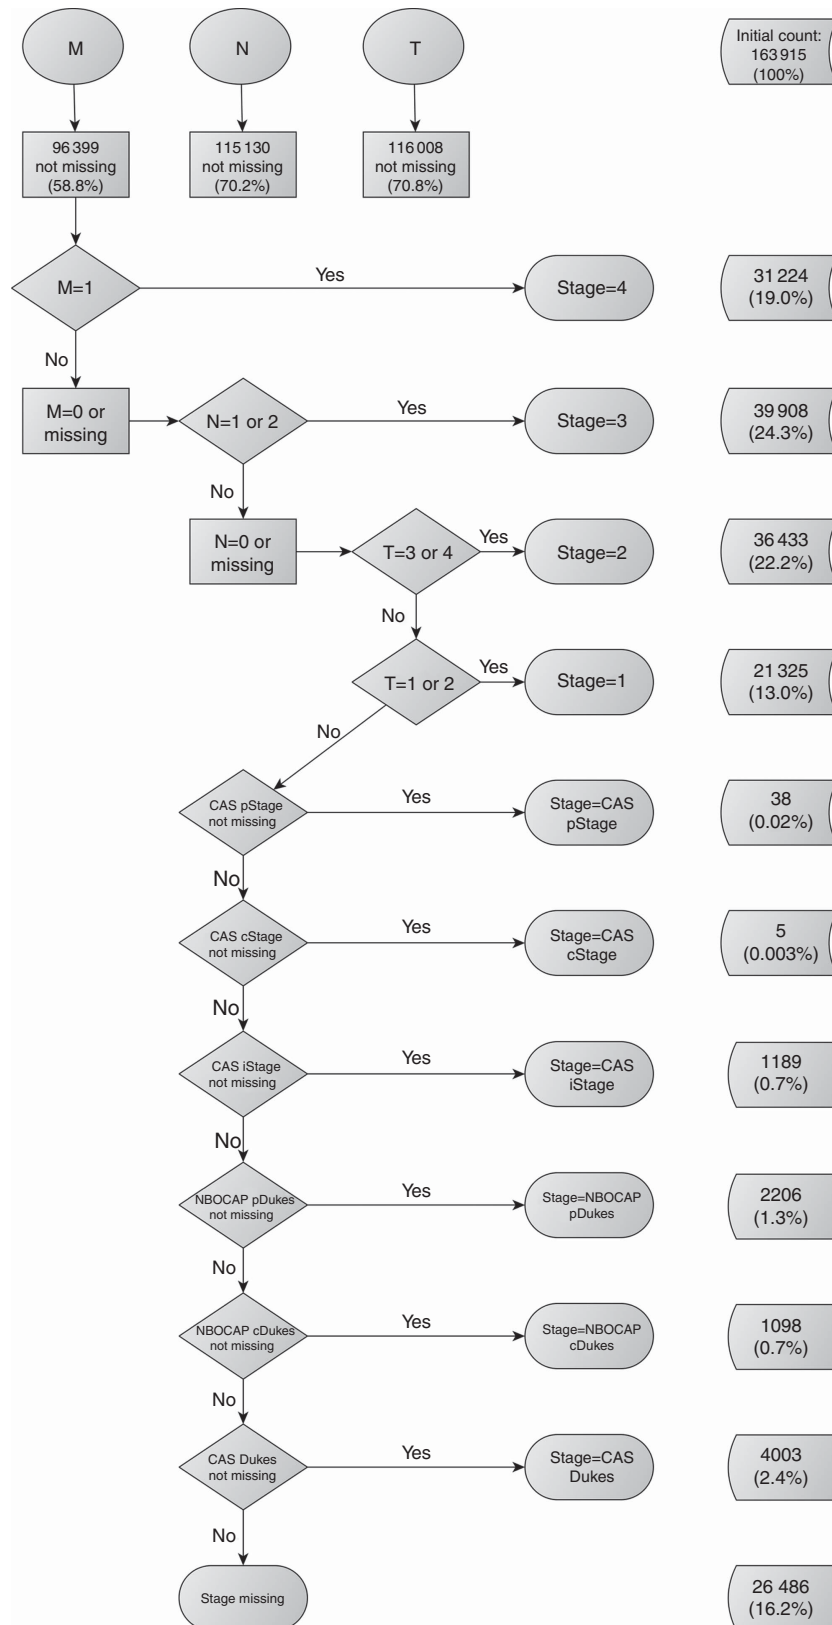 M
N
T
Initial count:
163 915
(100%)
96 399
not missing
(58.8%)
115 130
not missing
(70.2%)
116 008
not missing
(70.8%)
M=1
Yes
Stage=4
31 224
(19.0%)
No
M=0 or
missing
N=1 or 2
Yes
Stage=3
39 908
(24.3%)
No
N=0 or
missing
T=3 or 4
Yes
Stage=2
36 433
(22.2%)
No
T=1 or 2
Yes
Stage=1
21 325
(13.0%)
No
CAS pStage
not missing
Yes
Stage=CAS
pStage
38
(0.02%)
No
CAS cStage
not missing
Yes
Stage=CAS
cStage
5
(0.003%)
No
CAS iStage
not missing
Yes
Stage=CAS
iStage
1189
(0.7%)
No
NBOCAP pDukes
not missing
Yes
Stage=NBOCAP
pDukes
2206
(1.3%)
No
NBOCAP cDukes
not missing
Yes
Stage=NBOCAP
cDukes
1098
(0.7%)
No
CAS Dukes
not missing
Yes
Stage=CAS
Dukes
4003
(2.4%)
No
Stage missing
26 486
(16.2%)